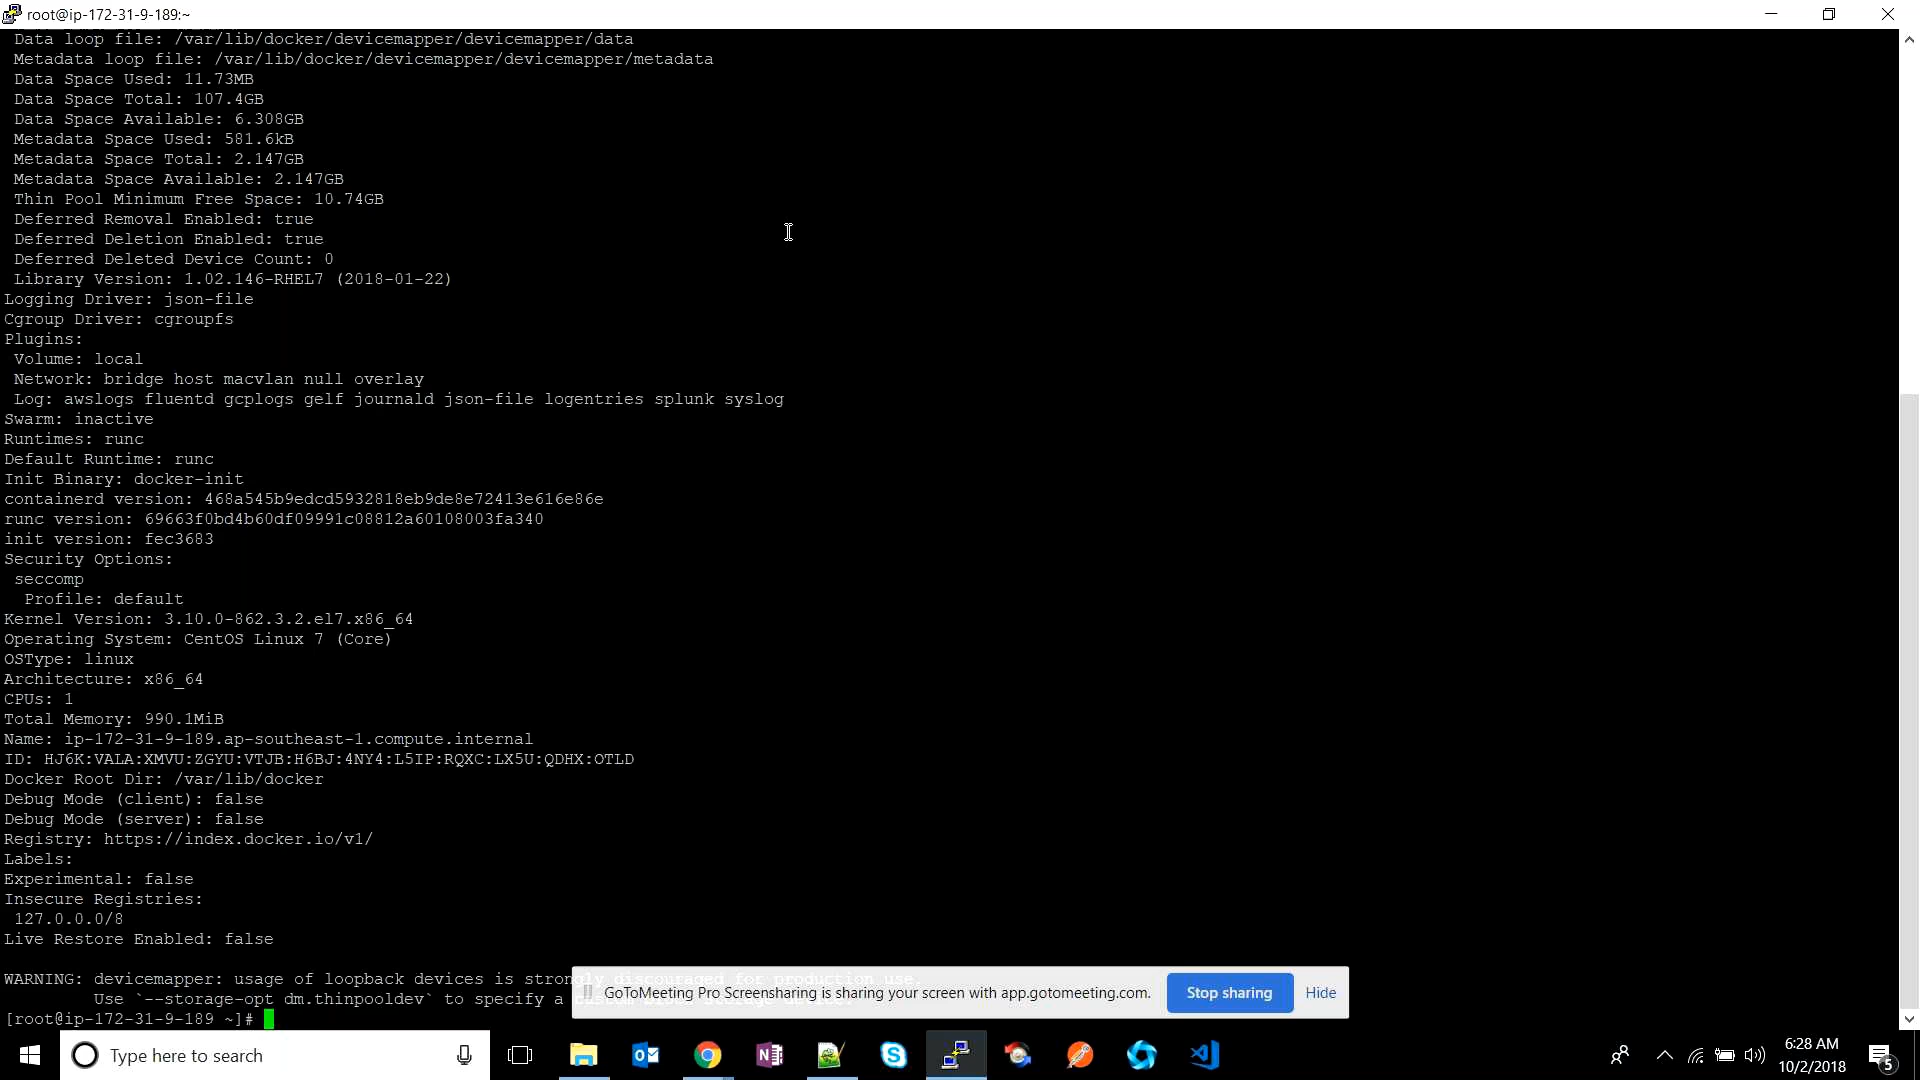 root@ip-172-31-9-189:~
Data loop file: /var/lib/docker/devicemapper/devicemapper/data
Metadata loop file: /var/lib/docker/devicemapper/devicemapper/metadata
Data Space Used: 11.73MB
Data Space Total: 107.4GB
Data Space Available: 6.308GB
Metadata Space Used: 581.6kB
Metadata Space Total: 2.147GB
Metadata Space Available: 2.147GB
Thin Pool Minimum Free Space: 10.74GB
Deferred Removal Enabled: true
Deferred Deletion Enabled: true
Deferred Deleted Device Count: 0
Library Version: 1.02.146-RHEL7 (2018-01-22)
Logging Driver: json-file
Cgroup Driver: cgroupfs
Plugins:
Volume: local
Network: bridge host macvlan null overlay
Log: awslogs fluentd gcplogs gelf journald json-file logentries splunk syslog
Swarm: inactive
Runtimes: runc
Default Runtime: runc
Init Binary: docker-init
containerd version: 468a545b9edcd5932818eb9de8e72413e616e86e
runc version: 69663f0bd4b60df09991c08812a60108003fa340
init version: fec3683
Security Options:
seccomp
Profile: default
Kernel Version: 3.10.0-862.3.2.el7.x86_64
Operating System: CentOS Linux 7 (Core)
OSType: linux
Architecture: x86_64
CPUs: 1
Total Memory: 990.1MiB
Name: ip-172-31-9-189.ap-southeast-1.compute.internal
ID: HJ6K:VALA:XMVU:ZGYU:VTJB:H6BJ:4NY4:L5IP:RQXC:LX5U:QDHX:OTLD
Docker Root Dir: /var/lib/docker
Debug Mode (client): false
Debug Mode (server): false
Registry: https://index.docker.io/v1/
Labels:
Experimental: false
Insecure Registries:
127.0.0.0/8
Live Restore Enabled: false
WARNING: devicemapper: usage of loopback devices is strongly discouraged for production use.
Use `--storage-opt dm.thinpooldev` to specify a
GoToMeeting Pro Screensharing is sharing your screen with app.gotomeeting.com.
Stop sharing
Hide
[root@ip-172-31-9-189 ~]#
Type here to search
6:28 AM
10/2/2018
5